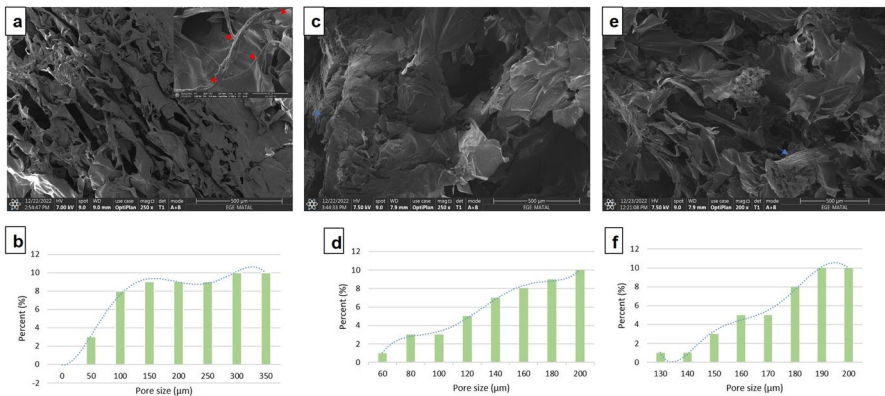 a
c
e
12/22/2022 HV spot WD use case mag det mode
2:54:47 PM 7.00 kV 9.0 9.0 mm OptiPlan 250 x T1 A+B
500 µm
EGE-MATAL
12/22/2022 HV spot WD use case mag det mode
3:44:33 PM 7.50 kV 9.0 7.9 mm OptiPlan 250 x T1 A+B
500 µm
EGE-MATAL
12/23/2022 HV spot WD use case mag det mode
12:21:08 PM 7.50 kV 9.0 7.9 mm OptiPlan 200 x T1 A+B
500 µm
EGE-MATAL
b
Percent (%)
12
10
8
6
4
2
0
-2
0 50 100 150 200 250 300 350
Pore size (µm)
d
Percent (%)
12
10
8
6
4
2
0
60 80 100 120 140 160 180 200
Pore size (µm)
f
Percent (%)
12
10
8
6
4
2
0
130 140 150 160 170 180 190 200
Pore size (µm)